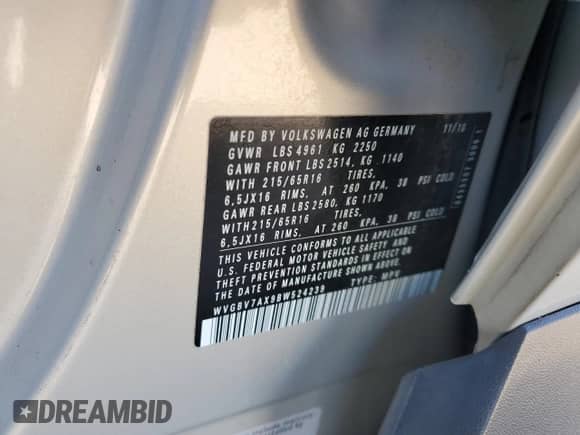 MFD BY VOLKSWAGEN AG GERMANY 11/10
GVWR LBS 4961 KG 2250
GAWR FRONT LBS 2514, KG 1140
WITH 215/65R16 TIRES,
6,5JX16 RIMS, AT 260 KPA, 38 PSI COLD
GAWR REAR LBS 2580, KG 1170
WITH 215/65R16 TIRES,
6,5JX16 RIMS, AT 260 KPA, 38 PSI COLD
THIS VEHICLE CONFORMS TO ALL APPLICABLE
U.S. FEDERAL MOTOR VEHICLE SAFETY AND
THEFT PREVENTION STANDARDS IN EFFECT ON
THE DATE OF MANUFACTURE SHOWN ABOVE.
WVGBV7AX9BW524239 TYPE: MPV
DREAMBID